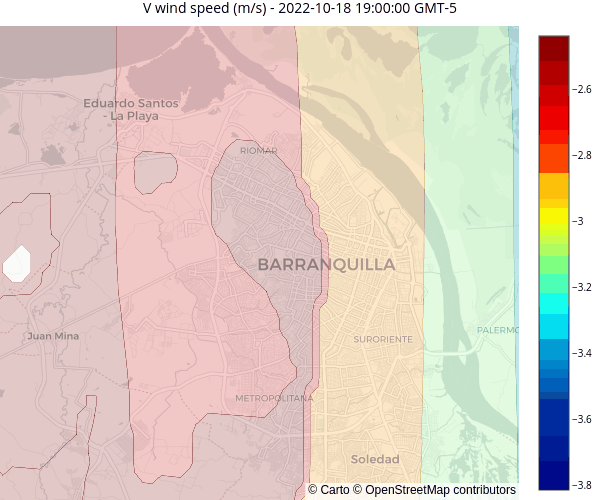 V wind speed (m/s) - 2022-10-18 19:00:00 GMT-5
Eduardo Santos
- La Playa
RIOMAR
BARRANQUILLA
Juan Mina
SURORIENTE
PALERMO
METROPOLITANA
Soledad
© Carto © OpenStreetMap contributors
−2.6
−2.8
−3
−3.2
−3.4
−3.6
−3.8